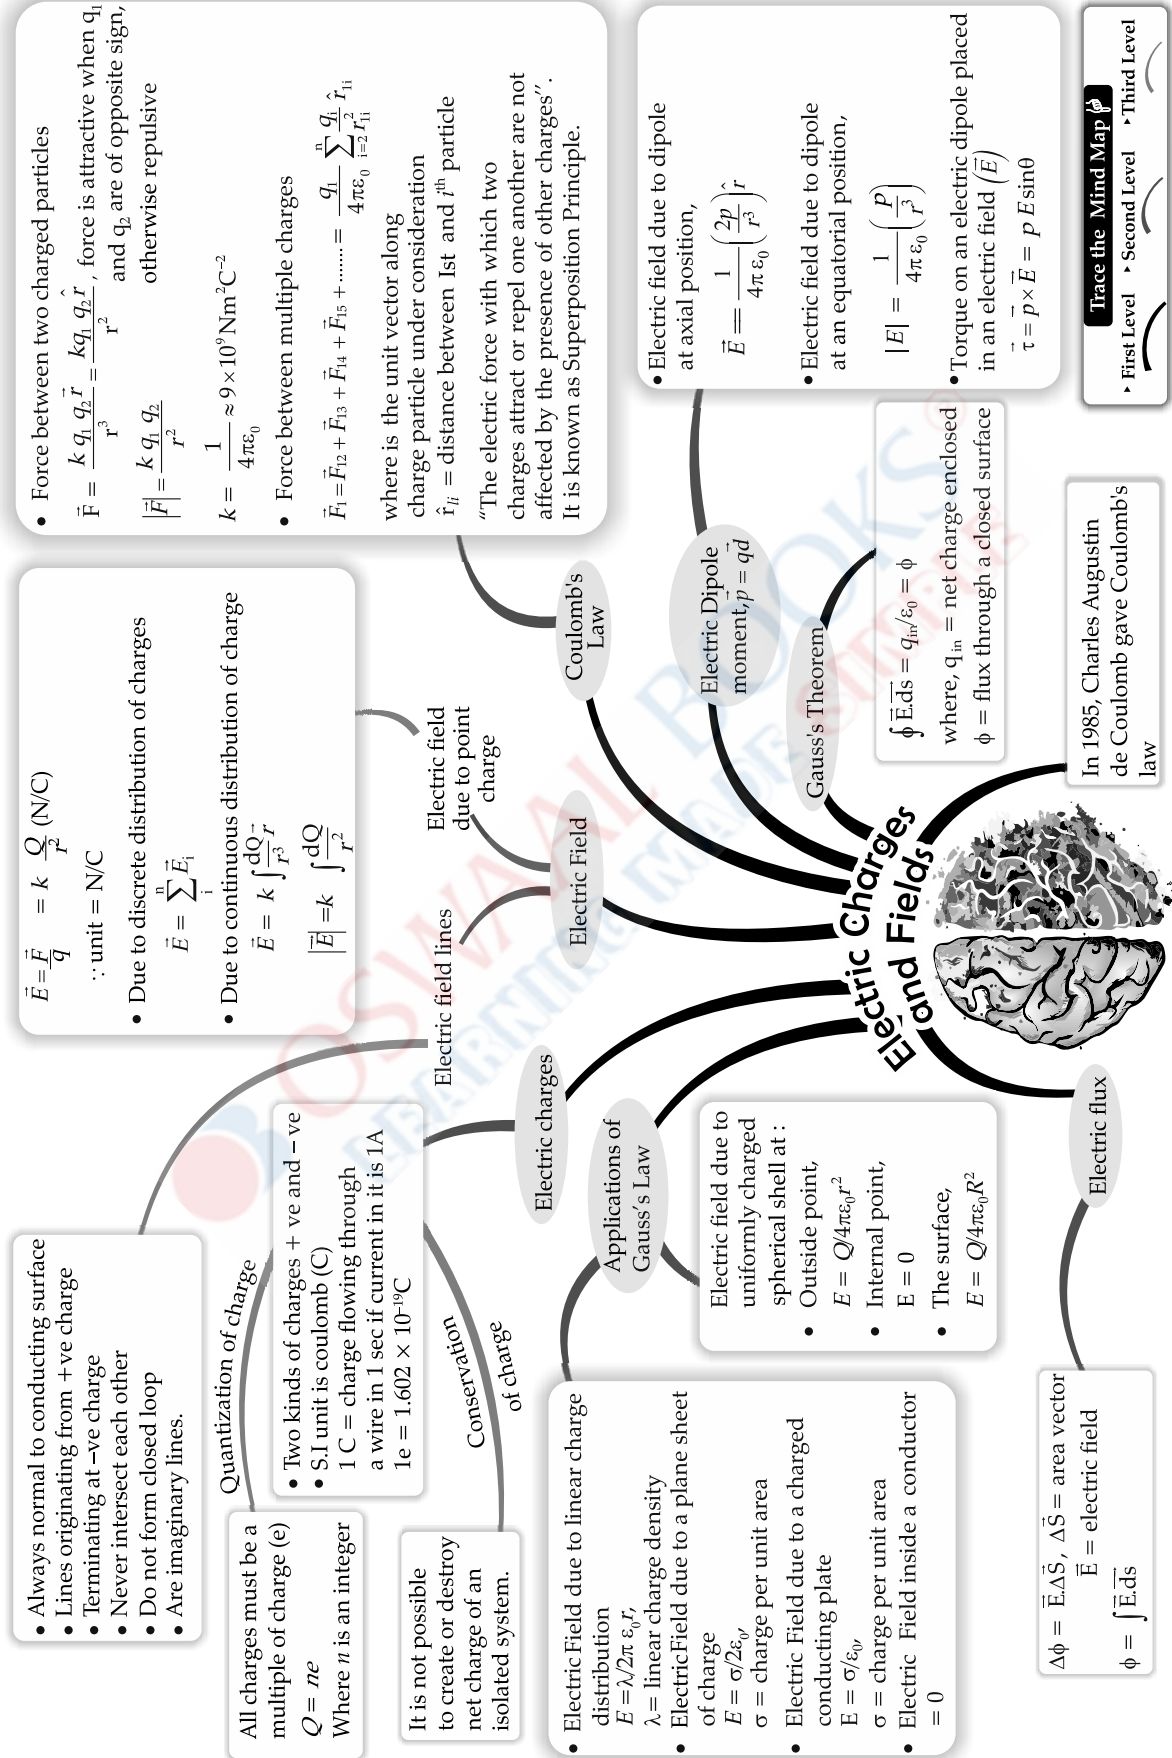 Electric Charges
and Fields
Trace the Mind Map
First Level
Second Level
Third Level
• Force between two charged particles
F⃗ = k q₁ q₂ r⃗ / r³ = kq₁ q₂ r̂ / r² , force is attractive when q₁
and q₂ are of opposite sign,
otherwise repulsive
|F⃗| = k q₁ q₂ / r²
k = 1 / 4πε₀ ≈ 9×10⁹ Nm²C⁻²
• Force between multiple charges
F⃗₁ = F⃗₁₂ + F⃗₁₃ + F⃗₁₄ + F⃗₁₅ + ....... = q₁ / 4πε₀ ∑ⁿᵢ₌₂ qᵢ / r²₁ᵢ r̂₁ᵢ
where is the unit vector along
charge particle under consideration
r̂₁ᵢ = distance between Ist and iᵗʰ particle
“The electric force with which two
charges attract or repel one another are not
affected by the presence of other charges”.
It is known as Superposition Principle.
Coulomb's
Law
• Electric field due to dipole
at axial position,
E⃗ == 1 / 4π ε₀ (2p / r³) r̂
• Electric field due to dipole
at an equatorial position,
|E| = 1 / 4π ε₀ (p / r³)
• Torque on an electric dipole placed
in an electric field (E⃗)
τ⃗ = p⃗ × E⃗ = p E sinθ
Electric Dipole
moment, p⃗ = qd⃗
Gauss's Theorem
∮ E⃗.ds⃗ = qᵢₙ/ε₀ = ϕ
where, qᵢₙ = net charge enclosed
ϕ = flux through a closed surface
In 1985, Charles Augustin
de Coulomb gave Coulomb's
law
E⃗ = F⃗ / q = k Q / r² (N/C)
∵ unit = N/C
• Due to discrete distribution of charges
E⃗ = ∑ⁿᵢ E⃗ᵢ
• Due to continuous distribution of charge
E⃗ = k ∫ dQ / r³ r⃗
|E⃗| = k ∫ dQ / r²
Electric field
due to point
charge
Electric Field
Electric field lines
• Always normal to conducting surface
• Lines originating from +ve charge
• Terminating at –ve charge
• Never intersect each other
• Do not form closed loop
• Are imaginary lines.
Electric charges
• Two kinds of charges + ve and – ve
• S.I unit is coulomb (C)
1 C = charge flowing through
a wire in 1 sec if current in it is 1A
1e = 1.602 × 10⁻¹⁹C
Quantization of charge
All charges must be a
multiple of charge (e)
Q = ne
Where n is an integer
Conservation
of charge
It is not possible
to create or destroy
net charge of an
isolated system.
Applications of
Gauss's Law
Electric field due to
uniformly charged
spherical shell at :
• Outside point,
E = Q/4πε₀r²
• Internal point,
E = 0
• The surface,
E = Q/4πε₀R²
• Electric Field due to linear charge
distribution
E = λ/2π ε₀r,
λ = linear charge density
• ElectricField due to a plane sheet
of charge
E = σ/2ε₀,
σ = charge per unit area
• Electric Field due to a charged
conducting plate
E = σ/ε₀,
σ = charge per unit area
• Electric Field inside a conductor
= 0
Electric flux
Δϕ = E⃗.ΔS⃗, ΔS⃗ = area vector
E⃗ = electric field
ϕ = ∫ E⃗.ds⃗
OSWAAL BOOKS®
LEARNING MADE SIMPLE